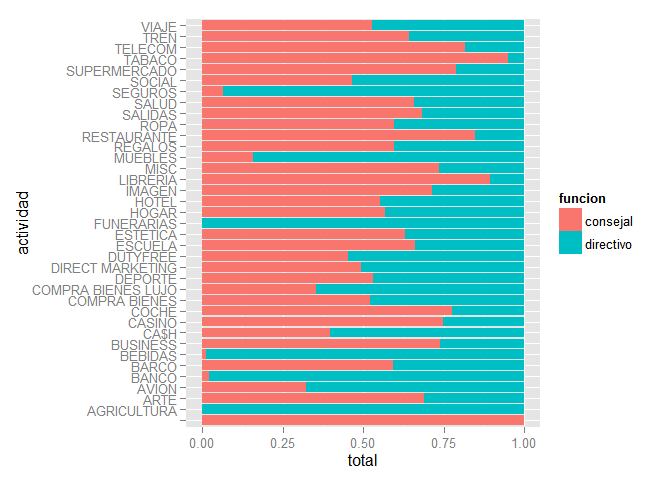 VIAJE
TREN
TELECOM
TABACO
SUPERMERCADO
SOCIAL
SEGUROS
SALUD
SALIDAS
ROPA
RESTAURANTE
REGALOS
MUEBLES
MISC
LIBRERIA
IMAGEN
HOTEL
HOGAR
FUNERARIAS
ESTETICA
ESCUELA
DUTYFREE
DIRECT MARKETING
DEPORTE
COMPRA BIENES LUJO
COMPRA BIENES
COCHE
CASINO
CA$H
BUSINESS
BEBIDAS
BARCO
BANCO
AVION
ARTE
AGRICULTURA
actividad
0.00 0.25 0.50 0.75 1.00
total
funcion
consejal
directivo